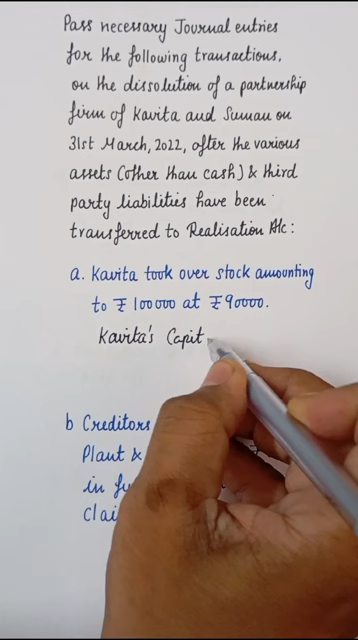 Pass necessary Journal entries
for the following transactions,
on the dissolution of a partnership
firm of Kavita and Suman on
31st March, 2022, after the various
assets (other than cash) & third
party liabilities have been
transferred to Realisation A/c:
a. Kavita took over stock amounting
to ₹100000 at ₹90000.
Kavita's Capit
b Creditors
Plant &
in